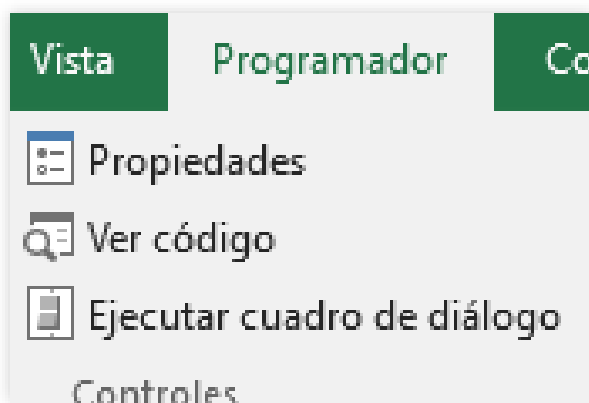 Vista Programador Co
Propiedades
Ver código
Ejecutar cuadro de diálogo
Controles